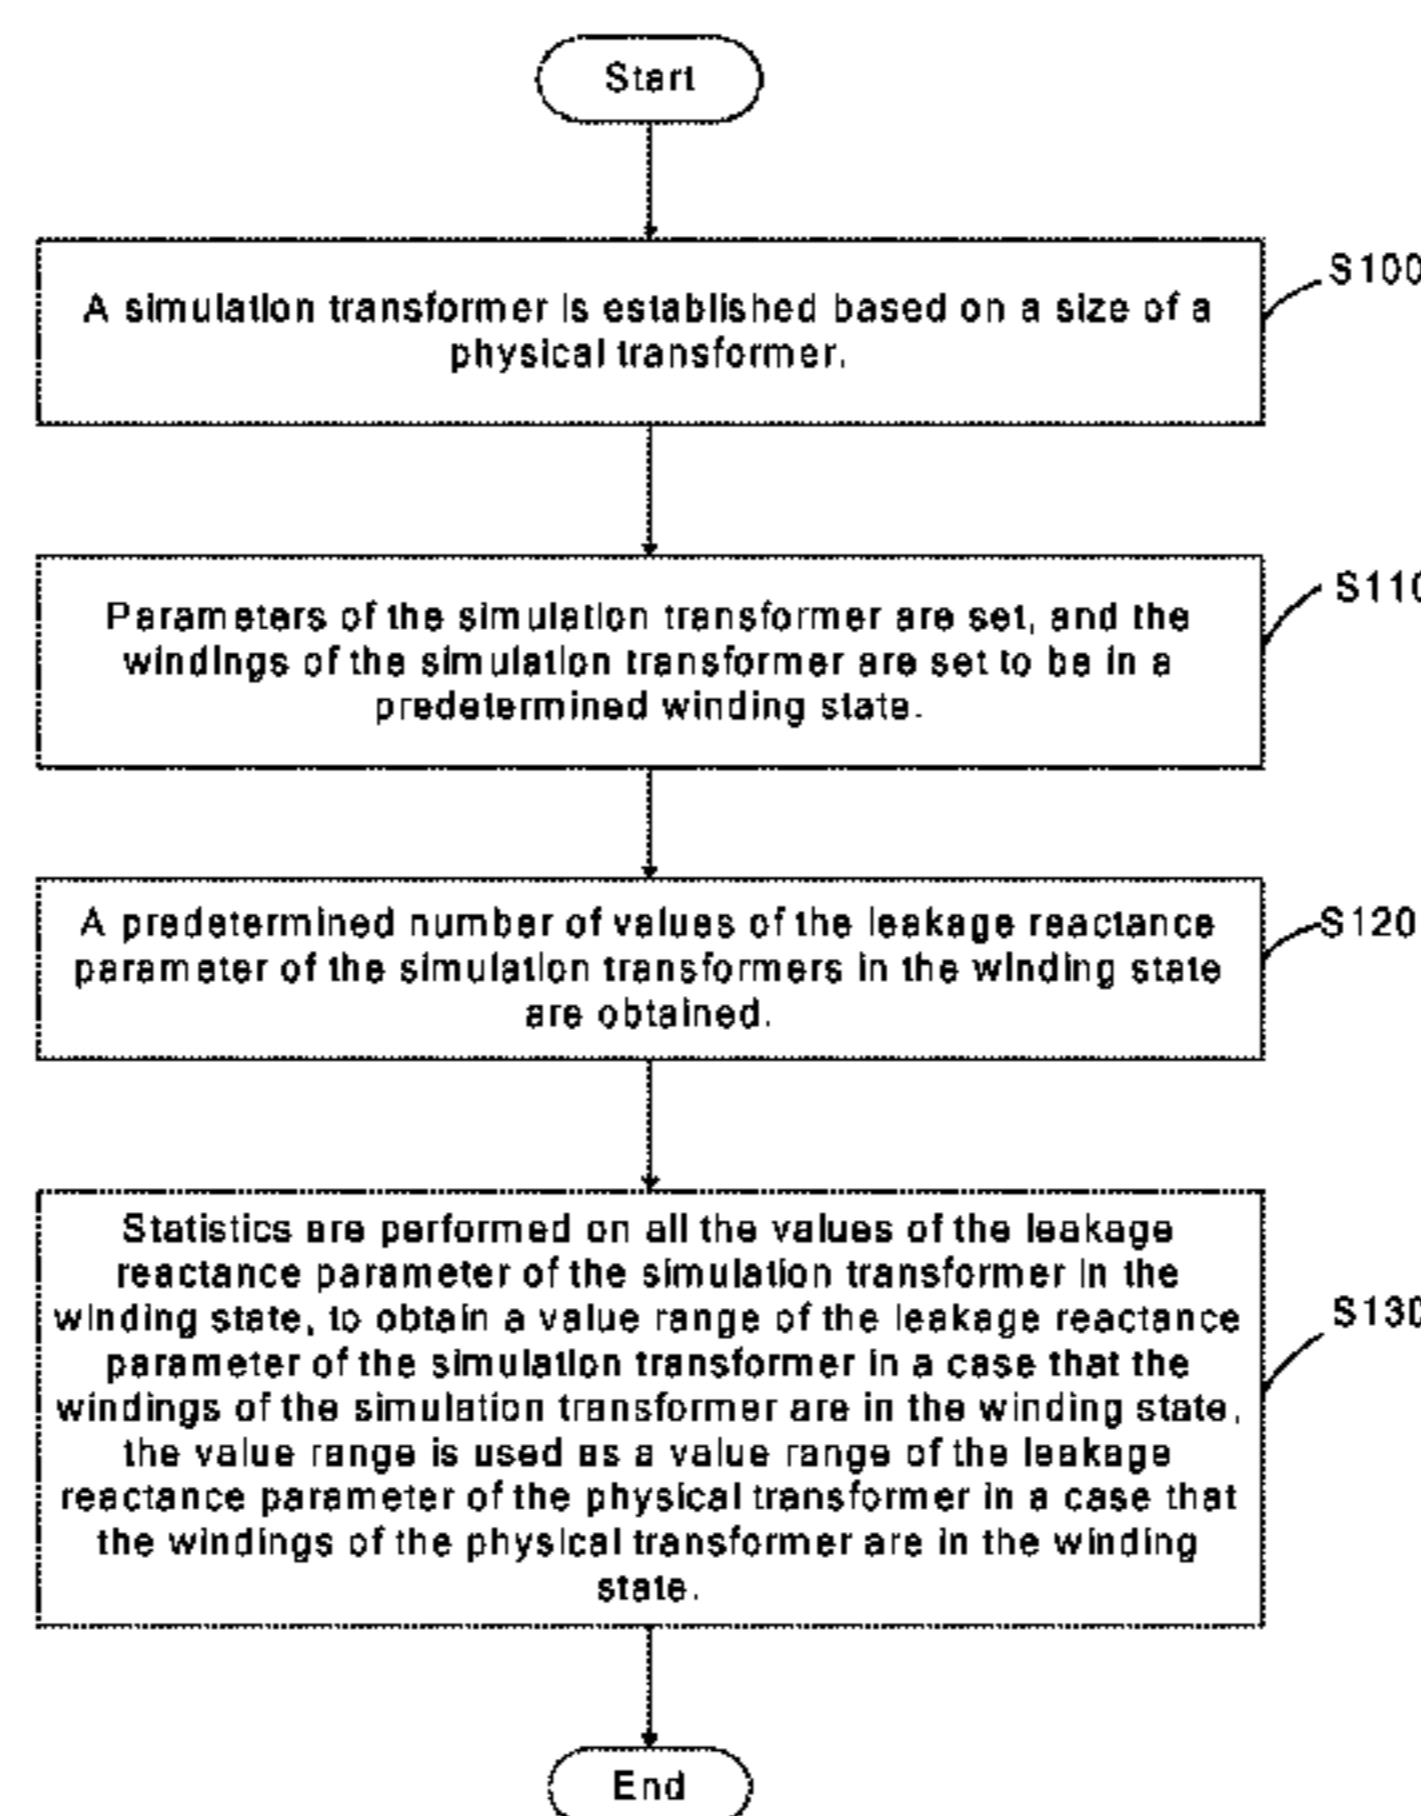 Start
A simulation transformer is established based on a size of a
physical transformer.
S100
Parameters of the simulation transformer are set, and the
windings of the simulation transformer are set to be in a
predetermined winding state.
S110
A predetermined number of values of the leakage reactance
parameter of the simulation transformers in the winding state
are obtained.
S120
Statistics are performed on all the values of the leakage
reactance parameter of the simulation transformer in the
winding state, to obtain a value range of the leakage reactance
parameter of the simulation transformer in a case that the
windings of the simulation transformer are in the winding state,
the value range is used as a value range of the leakage
reactance parameter of the physical transformer in a case that
the windings of the physical transformer are in the winding
state.
S130
End